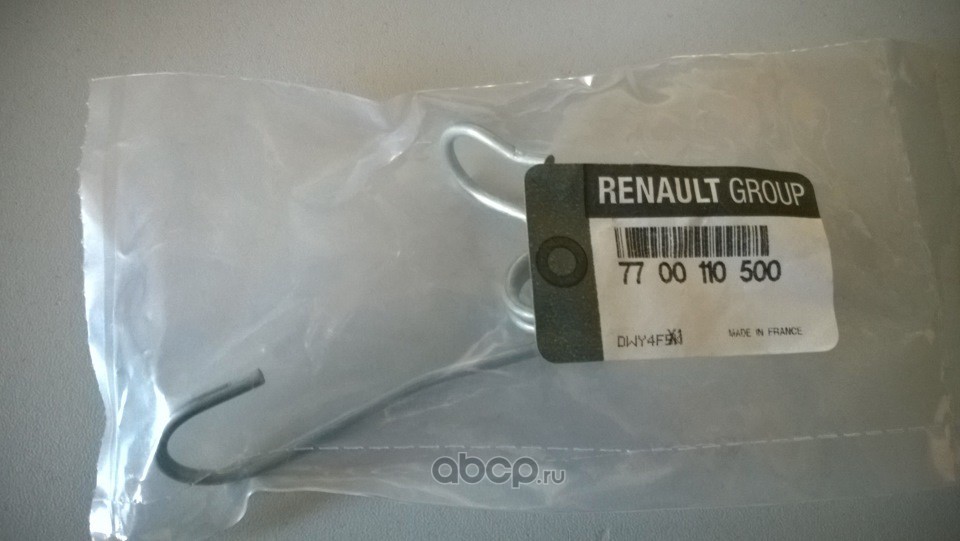 RENAULT GROUP
77 00 110 500
MADE IN FRANCE
abcp.ru